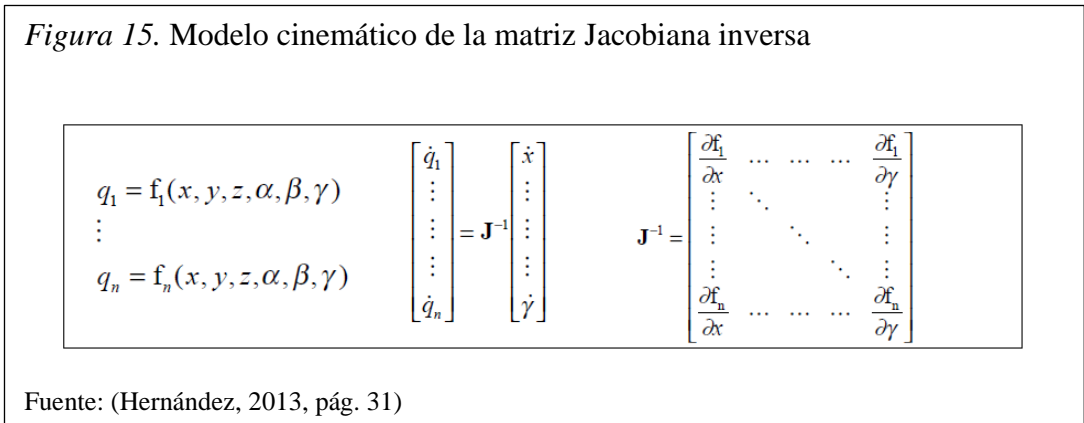 Figura 15. Modelo cinemático de la matriz Jacobiana inversa
q₁ = f₁(x, y, z, α, β, γ)
⋮
qₙ = fₙ(x, y, z, α, β, γ)
[q̇₁ ⋮ ⋮ ⋮ q̇ₙ] = J⁻¹ [ẋ ⋮ ⋮ ⋮ γ̇]
J⁻¹ = [∂f₁/∂x … … … ∂f₁/∂γ
⋮ ⋱ ⋮
⋮ ⋱ ⋮
⋮ ⋱ ⋮
∂fₙ/∂x … … … ∂fₙ/∂γ]
Fuente: (Hernández, 2013, pág. 31)